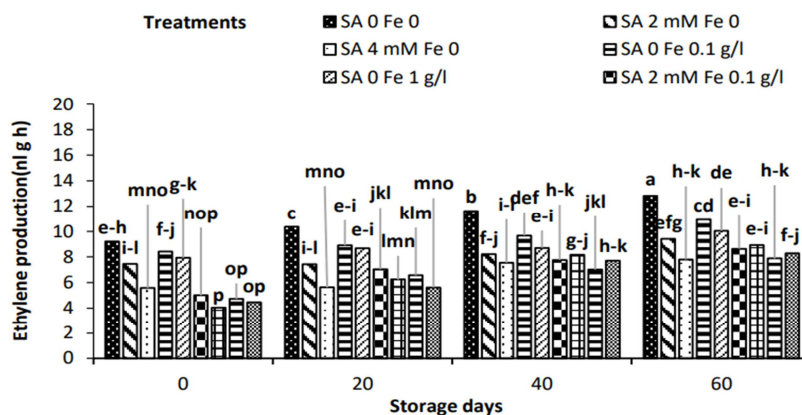 Treatments
SA 0 Fe 0
SA 2 mM Fe 0
SA 4 mM Fe 0
SA 0 Fe 0.1 g/l
SA 0 Fe 1 g/l
SA 2 mM Fe 0.1 g/l
Ethylene production(nl g h)
20
18
16
14
12
10
8
6
4
2
0
e-h
i-l
mno
f-j
g-k
nop
p
op
op
c
i-l
mno
e-i
e-i
jkl
lmn
klm
mno
b
f-j
i-l
def
e-i
h-k
g-j
jkl
h-k
a
efg
h-k
cd
de
e-i
e-i
h-k
f-j
0
20
40
60
Storage days